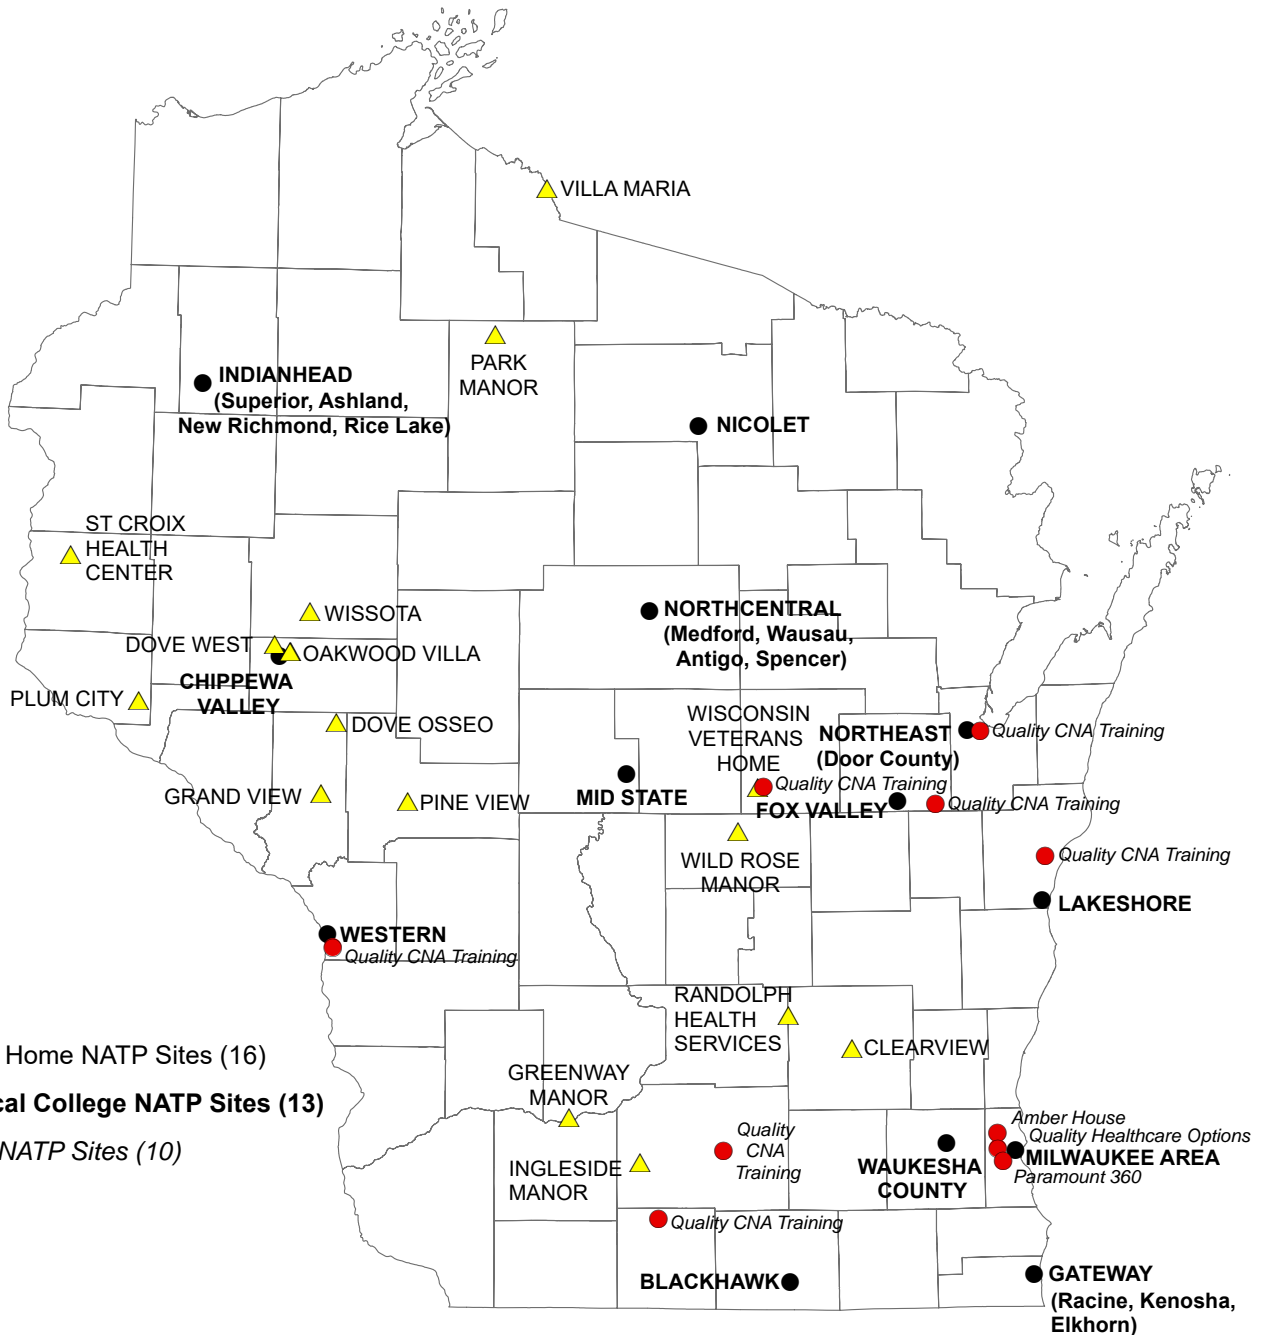 VILLA MARIA
PARK
MANOR
INDIANHEAD
(Superior, Ashland,
New Richmond, Rice Lake)
NICOLET
ST CROIX
HEALTH
CENTER
WISSOTA
NORTHCENTRAL
(Medford, Wausau,
Antigo, Spencer)
DOVE WEST
OAKWOOD VILLA
CHIPPEWA
VALLEY
PLUM CITY
DOVE OSSEO
WISCONSIN
VETERANS
HOME
NORTHEAST
(Door County)
Quality CNA Training
GRAND VIEW
PINE VIEW
MID STATE
Quality CNA Training
FOX VALLEY
Quality CNA Training
WILD ROSE
MANOR
Quality CNA Training
LAKESHORE
WESTERN
Quality CNA Training
RANDOLPH
HEALTH
SERVICES
CLEARVIEW
Home NATP Sites (16)
cal College NATP Sites (13)
NATP Sites (10)
GREENWAY
MANOR
INGLESIDE
MANOR
Quality
CNA
Training
WAUKESHA
COUNTY
Amber House
Quality Healthcare Options
MILWAUKEE AREA
Paramount 360
Quality CNA Training
BLACKHAWK
GATEWAY
(Racine, Kenosha,
Elkhorn)